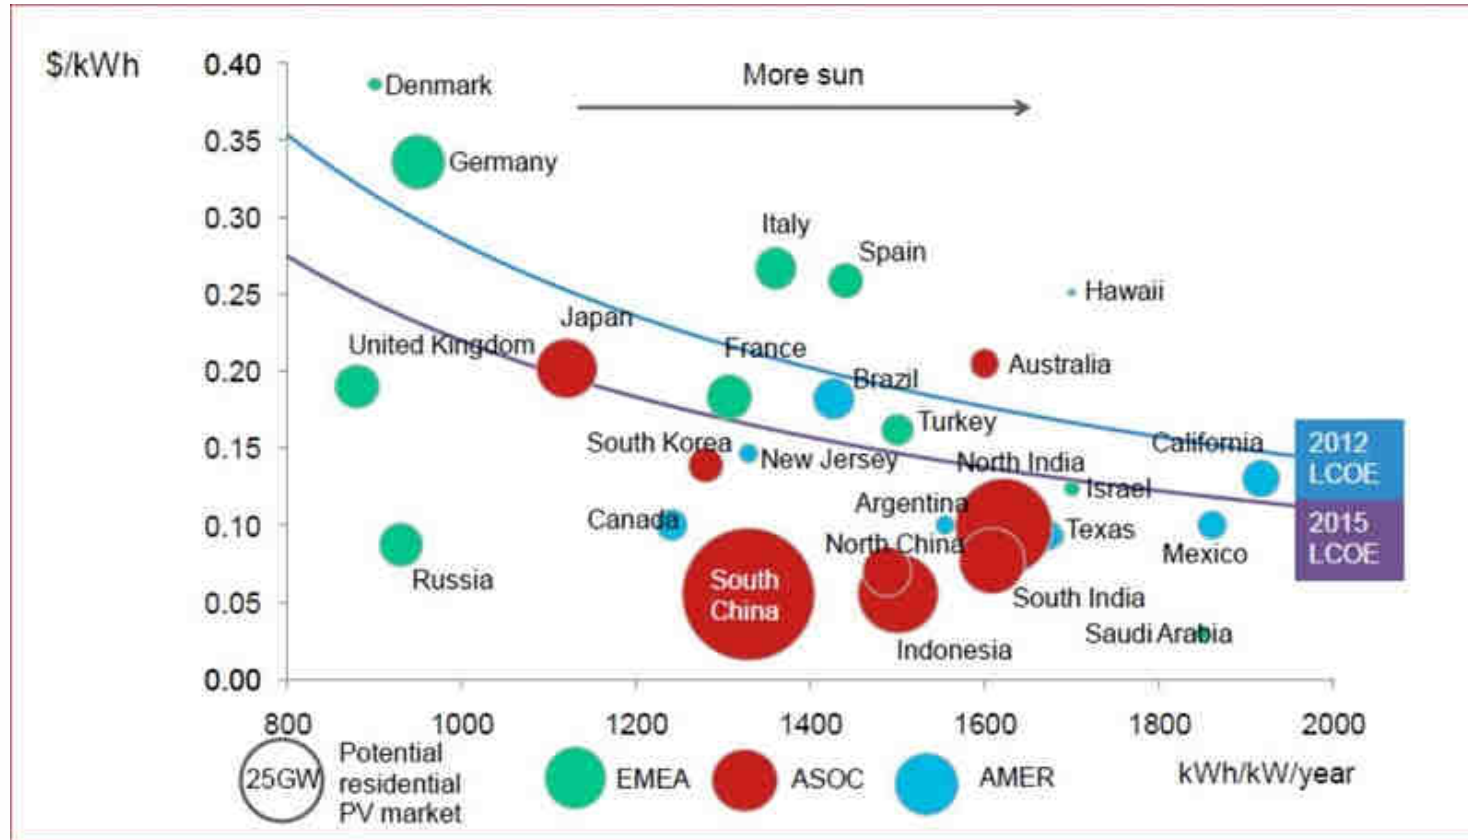 $/kWh
0.40
0.35
0.30
0.25
0.20
0.15
0.10
0.05
0.00
More sun
Denmark
Germany
Italy
Spain
Hawaii
Japan
United Kingdom
France
Australia
Brazil
Turkey
South Korea
New Jersey
North India
California
Israel
Argentina
Canada
North China
Texas
Mexico
Russia
South
China
South India
Indonesia
Saudi Arabia
2012
LCOE
2015
LCOE
800 1000 1200 1400 1600 1800 2000
kWh/kW/year
25GW
Potential
residential
PV market
EMEA
ASOC
AMER